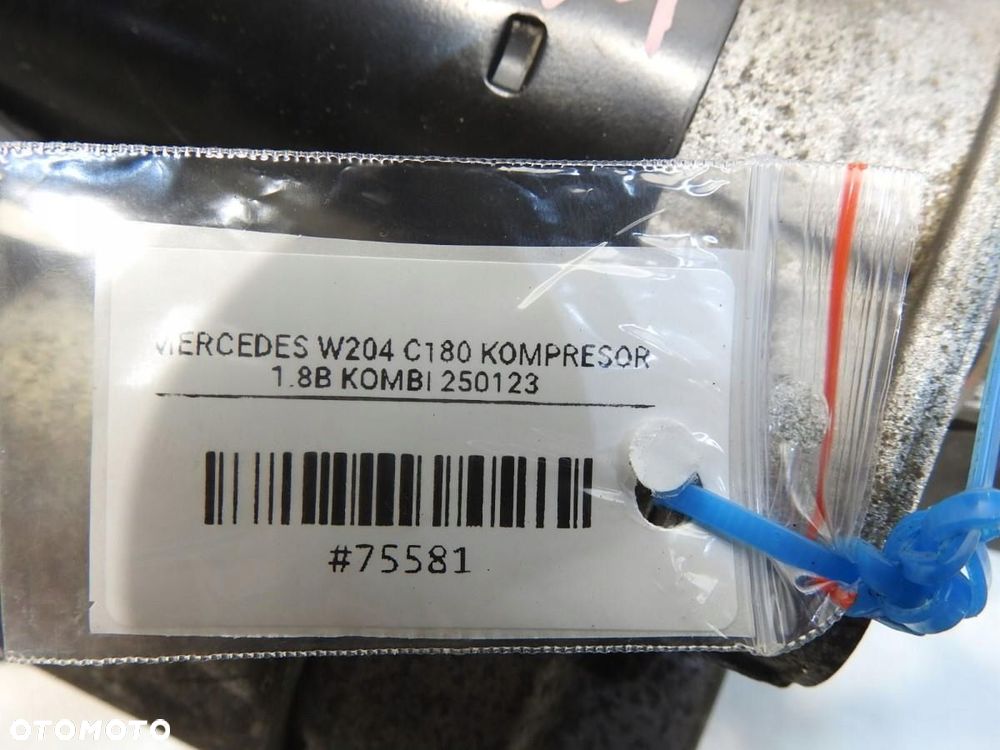 MERCEDES W204 C180 KOMPRESOR
1.8B KOMBI 250123
#75581
OTOMOTO